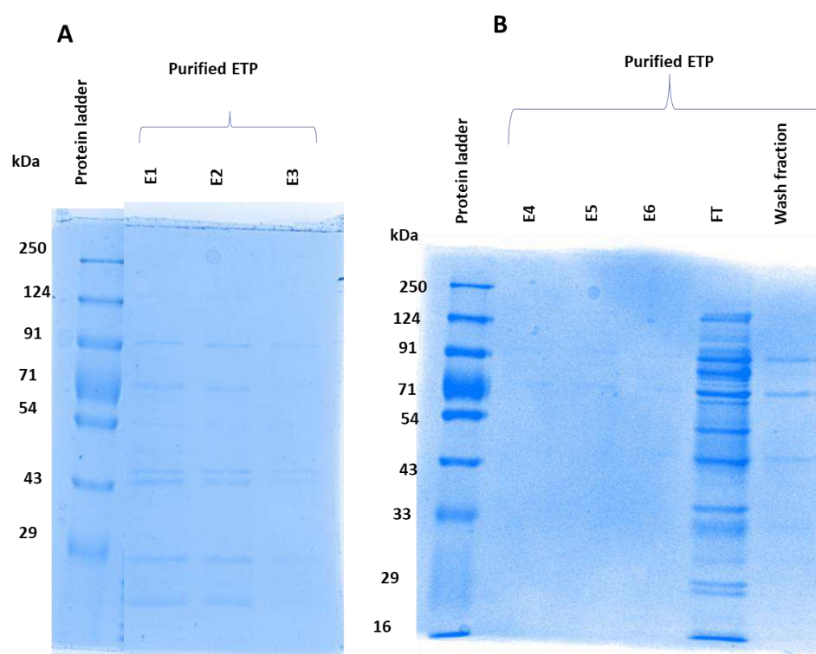 A
Purified ETP
Protein ladder
kDa
E1
E2
E3
250
124
91
71
54
43
29
B
Purified ETP
Protein ladder
kDa
E4
E5
E6
FT
Wash fraction
250
124
91
71
54
43
33
29
16